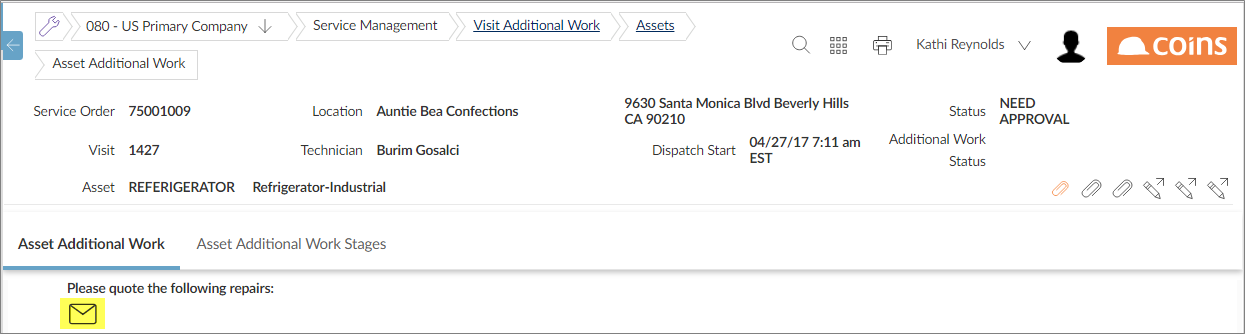 080 - US Primary Company
Service Management
Visit Additional Work
Assets
Kathi Reynolds
coins
Asset Additional Work
Service Order 75001009
Location Auntie Bea Confections
9630 Santa Monica Blvd Beverly Hills
CA 90210
Status NEED
APPROVAL
Visit 1427
Technician Burim Gosalci
Dispatch Start 04/27/17 7:11 am
EST
Additional Work
Status
Asset REFERIGERATOR Refrigerator-Industrial
Asset Additional Work
Asset Additional Work Stages
Please quote the following repairs: